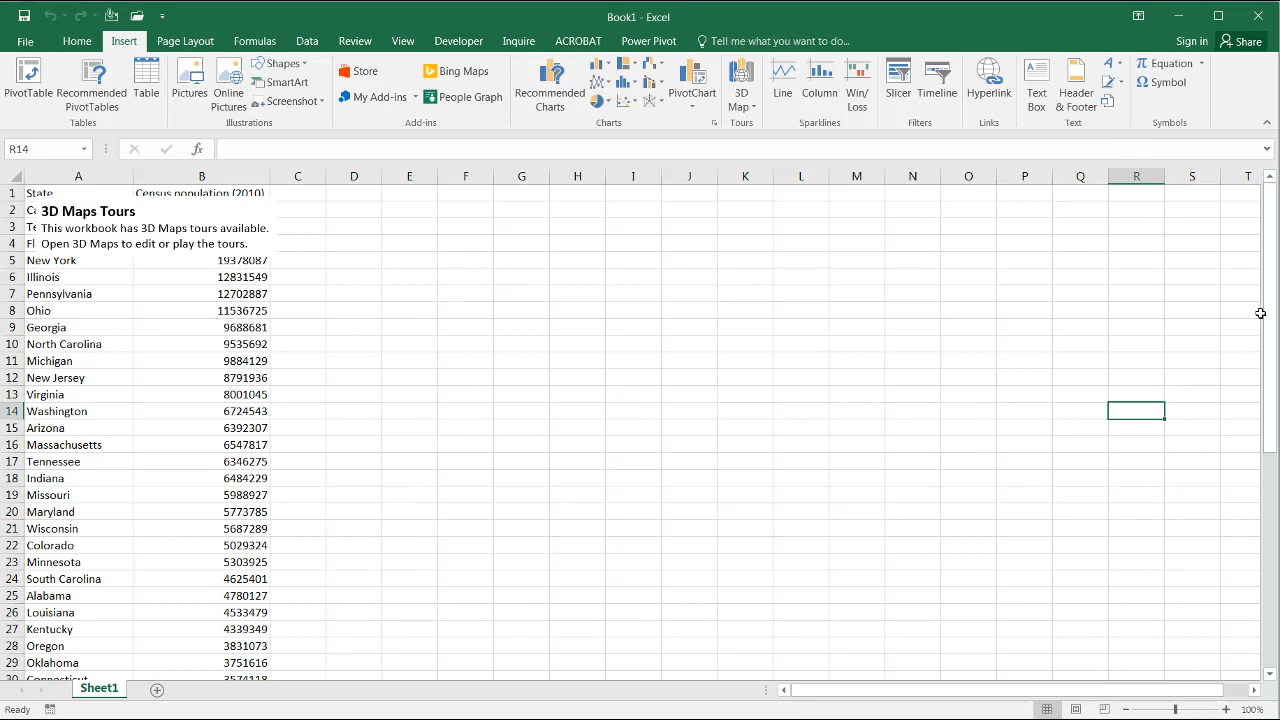 Book1 - Excel
File Home Insert Page Layout Formulas Data Review View Developer Inquire ACROBAT Power Pivot Tell me what you want to do... Sign in Share
PivotTable Recommended PivotTables Table
Tables
Pictures Online Pictures Shapes SmartArt Screenshot
Illustrations
Store My Add-ins Bing Maps People Graph
Add-ins
Recommended Charts PivotChart
Charts
3D Map
Tours
Line Column Win/Loss
Sparklines
Slicer Timeline
Filters
Hyperlink
Links
Text Box Header & Footer
Text
Equation Symbol
Symbols
R14 fx
A B C D E F G H I J K L M N O P Q R S T
1 State Census population (2010)
2 Ca
3D Maps Tours
3 Te
This workbook has 3D Maps tours available.
4 Fl
Open 3D Maps to edit or play the tours.
5 New York 19378087
6 Illinois 12831549
7 Pennsylvania 12702887
8 Ohio 11536725
9 Georgia 9688681
10 North Carolina 9535692
11 Michigan 9884129
12 New Jersey 8791936
13 Virginia 8001045
14 Washington 6724543
15 Arizona 6392307
16 Massachusetts 6547817
17 Tennessee 6346275
18 Indiana 6484229
19 Missouri 5988927
20 Maryland 5773785
21 Wisconsin 5687289
22 Colorado 5029324
23 Minnesota 5303925
24 South Carolina 4625401
25 Alabama 4780127
26 Louisiana 4533479
27 Kentucky 4339349
28 Oregon 3831073
29 Oklahoma 3751616
30 Connecticut 3574118
Sheet1
Ready 100%